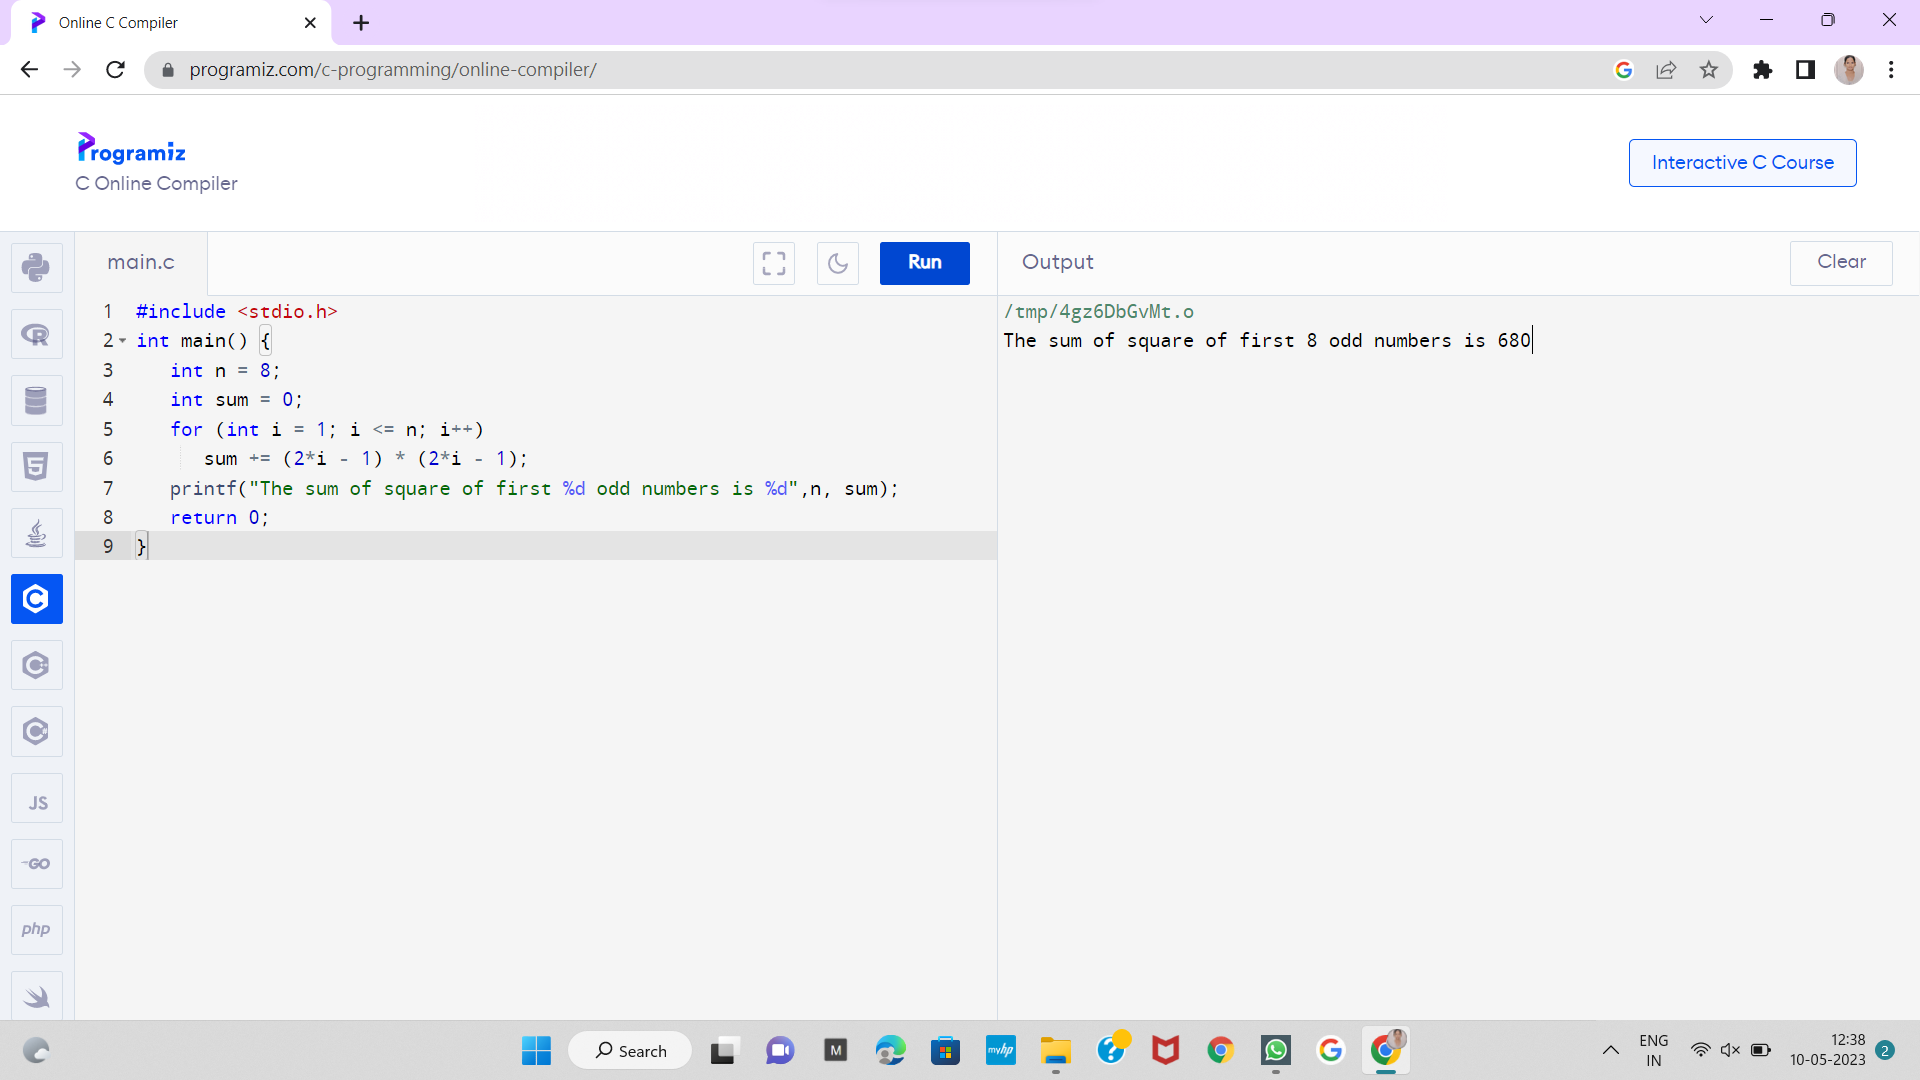 Online C Compiler
programiz.com/c-programming/online-compiler/
Programiz
C Online Compiler
Interactive C Course
main.c
Run
Output
Clear
1 #include <stdio.h>
2 int main() {
3 int n = 8;
4 int sum = 0;
5 for (int i = 1; i <= n; i++)
6 sum += (2*i - 1) * (2*i - 1);
7 printf("The sum of square of first %d odd numbers is %d",n, sum);
8 return 0;
9 }
/tmp/4gz6DbGvMt.o
The sum of square of first 8 odd numbers is 680
R
5
C
C
C
JS
GO
php
Search
M
myhp
?
G
ENG
IN
12:38
10-05-2023
2